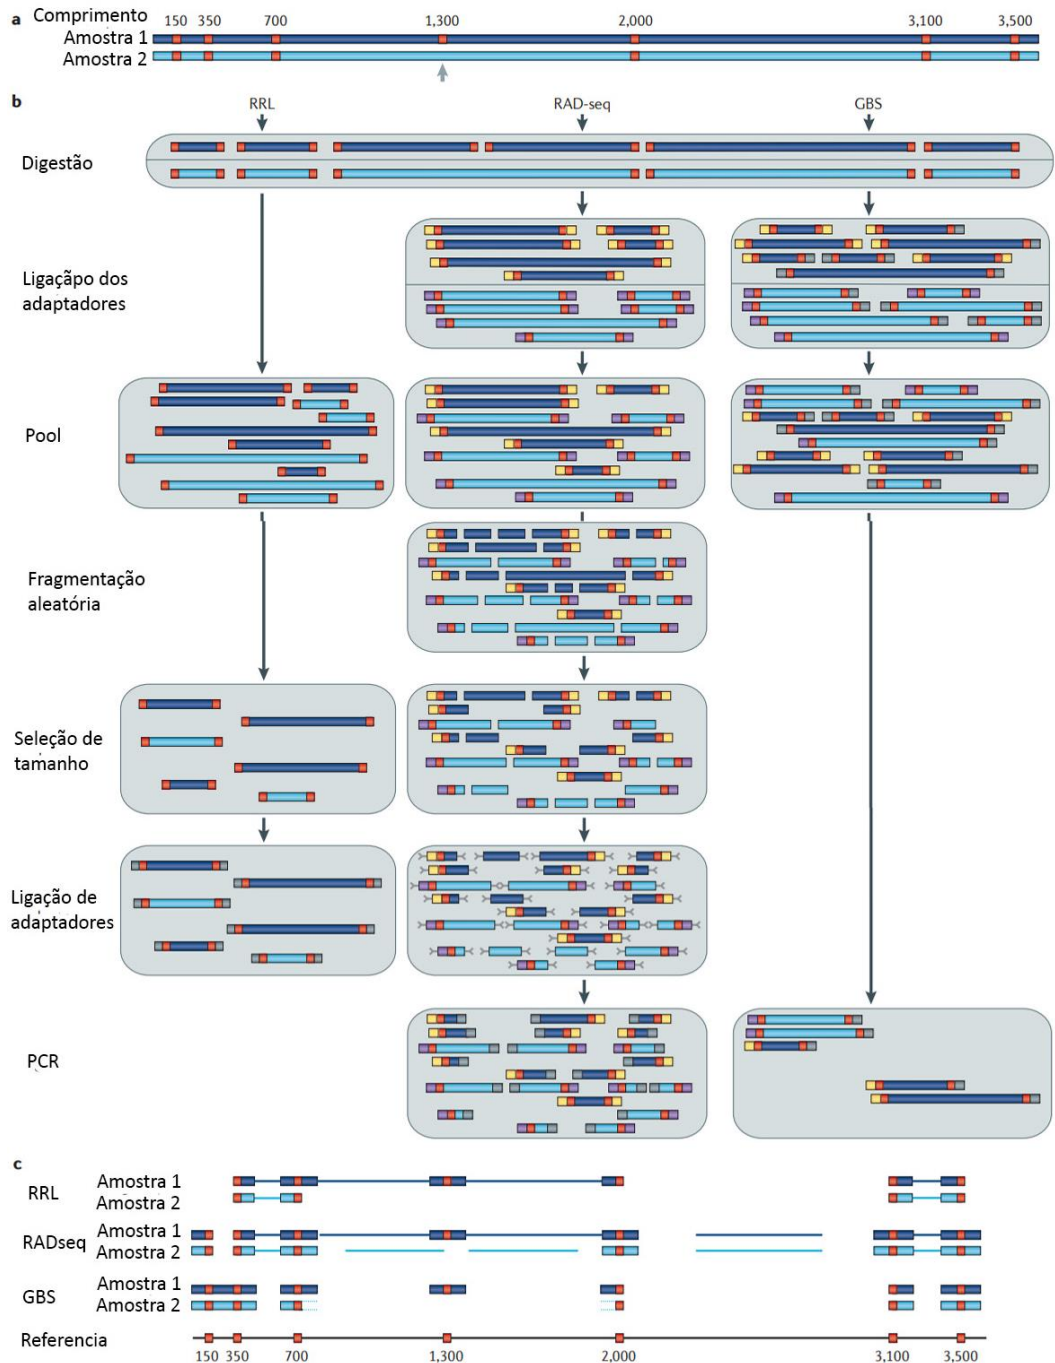 a
Comprimento 150 350 700 1,300 2,000 3,100 3,500
Amostra 1
Amostra 2
b
RRL RAD-seq GBS
Digestão
Ligaçãpo dos
adaptadores
Pool
Fragmentação
aleatória
Seleção de
tamanho
Ligação de
adaptadores
PCR
c
RRL
Amostra 1
Amostra 2
RADseq
Amostra 1
Amostra 2
GBS
Amostra 1
Amostra 2
Referencia
150 350 700 1,300 2,000 3,100 3,500